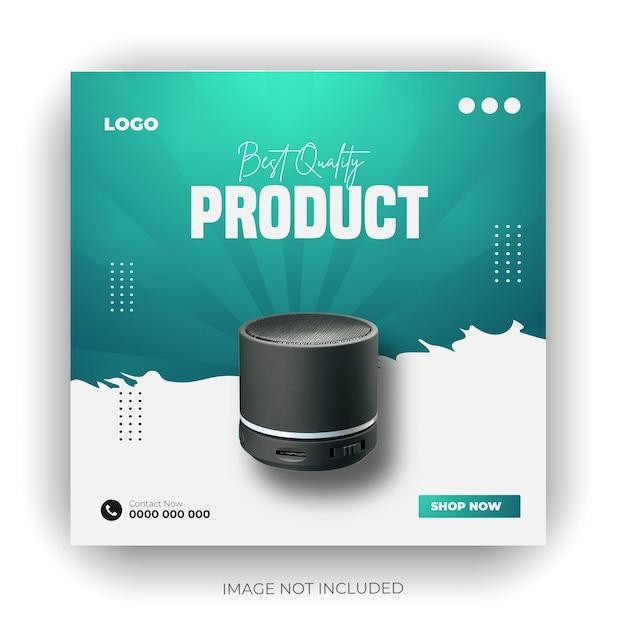 LOGO
Best Quality
PRODUCT
Contact Now
0000 000 000
SHOP NOW
IMAGE NOT INCLUDED